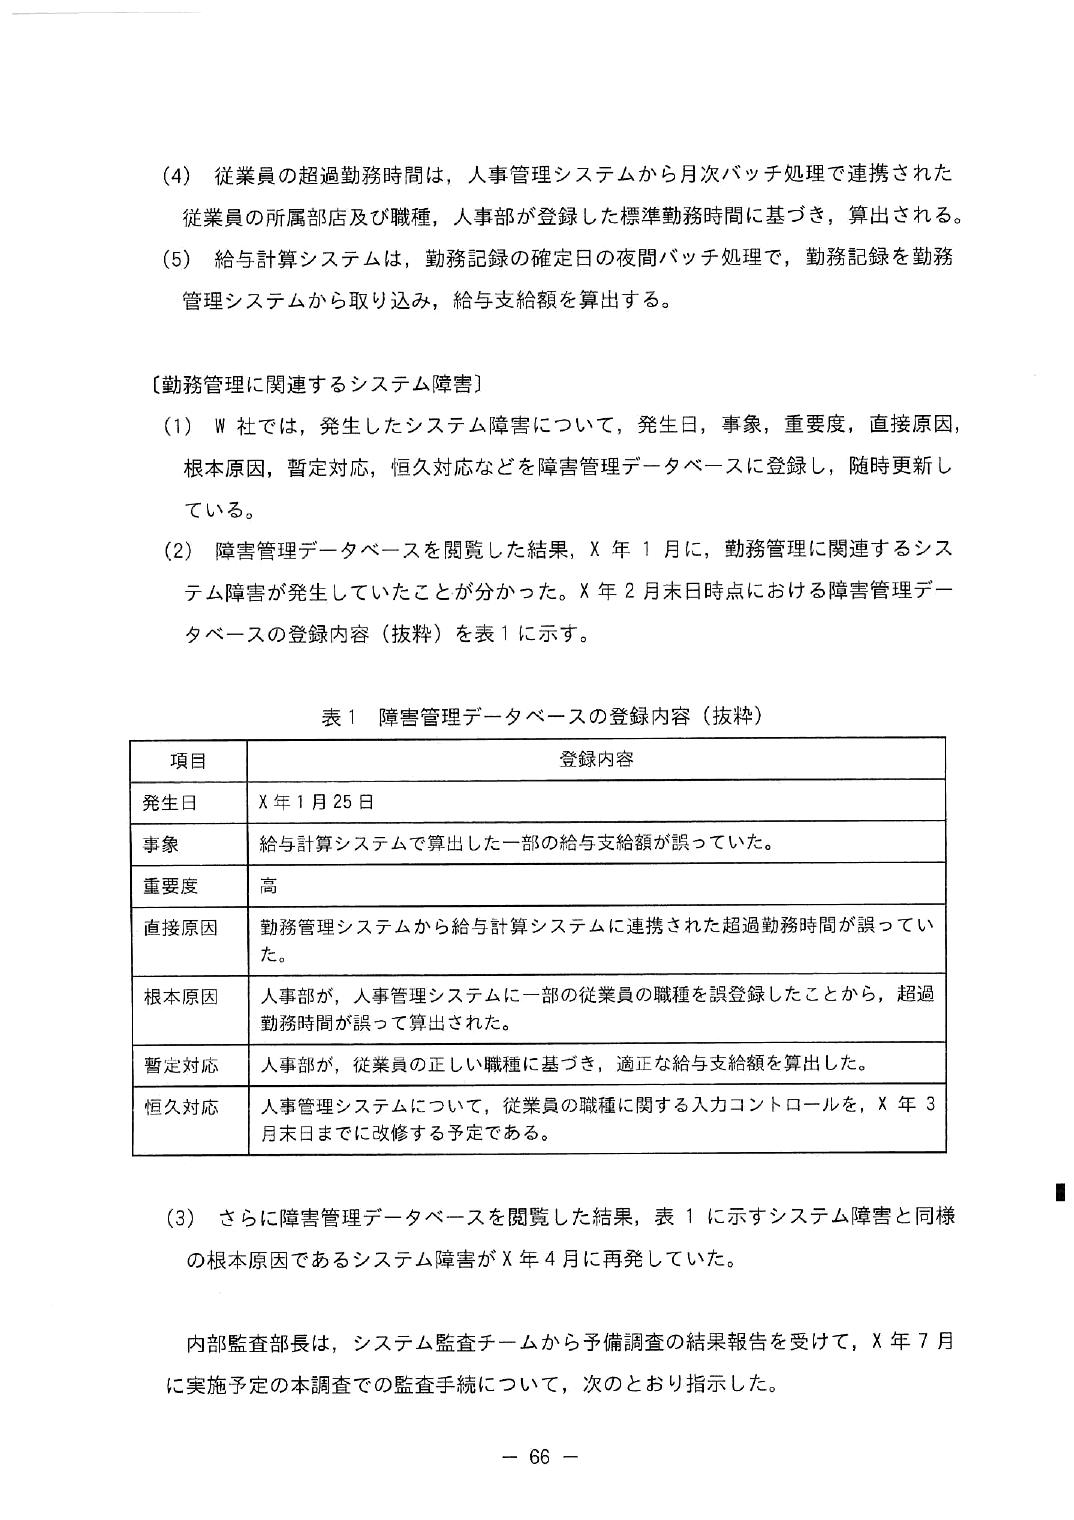 (4) 従業員の超過勤務時間は，人事管理システムから月次バッチ処理で連携された
従業員の所属部店及び職種，人事部が登録した標準勤務時間に基づき，算出される。
(5) 給与計算システムは，勤務記録の確定日の夜間バッチ処理で，勤務記録を勤務
管理システムから取り込み，給与支給額を算出する。
〔勤務管理に関連するシステム障害〕
(1) W 社では，発生したシステム障害について，発生日，事象，重要度，直接原因，
根本原因，暫定対応，恒久対応などを障害管理データベースに登録し，随時更新し
ている。
(2) 障害管理データベースを閲覧した結果，X 年 1 月に，勤務管理に関連するシス
テム障害が発生していたことが分かった。X 年 2 月末日時点における障害管理デー
タベースの登録内容（抜粋）を表 1 に示す。
表 1 障害管理データベースの登録内容（抜粋）
項目 登録内容
発生日 X 年 1 月 25 日
事象 給与計算システムで算出した一部の給与支給額が誤っていた。
重要度 高
直接原因 勤務管理システムから給与計算システムに連携された超過勤務時間が誤ってい
た。
根本原因 人事部が，人事管理システムに一部の従業員の職種を誤登録したことから，超過
勤務時間が誤って算出された。
暫定対応 人事部が，従業員の正しい職種に基づき，適正な給与支給額を算出した。
恒久対応 人事管理システムについて，従業員の職種に関する入力コントロールを，X 年 3
月末日までに改修する予定である。
(3) さらに障害管理データベースを閲覧した結果，表 1 に示すシステム障害と同様
の根本原因であるシステム障害が X 年 4 月に再発していた。
内部監査部長は，システム監査チームから予備調査の結果報告を受けて，X 年 7 月
に実施予定の本調査での監査手続について，次のとおり指示した。
－ 66 －